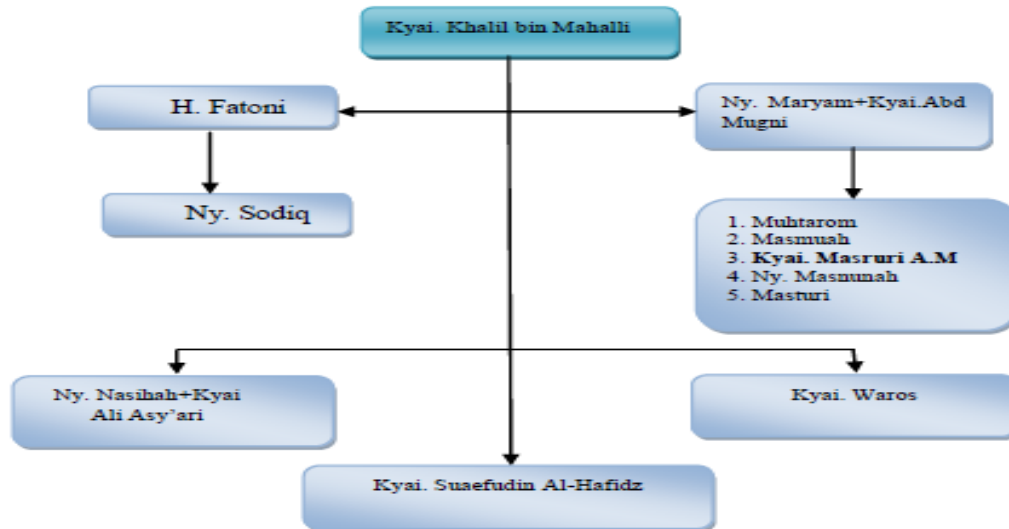 Kyai. Khalil bin Mahalli
H. Fatoni
Ny. Maryam+Kyai.Abd
Mugni
Ny. Sodiq
1. Muhtarom
2. Masmuah
3. Kyai. Masruri A.M
4. Ny. Masnunah
5. Masturi
Ny. Nasihah+Kyai
Ali Asy’ari
Kyai. Waros
Kyai. Suaefudin Al-Hafidz